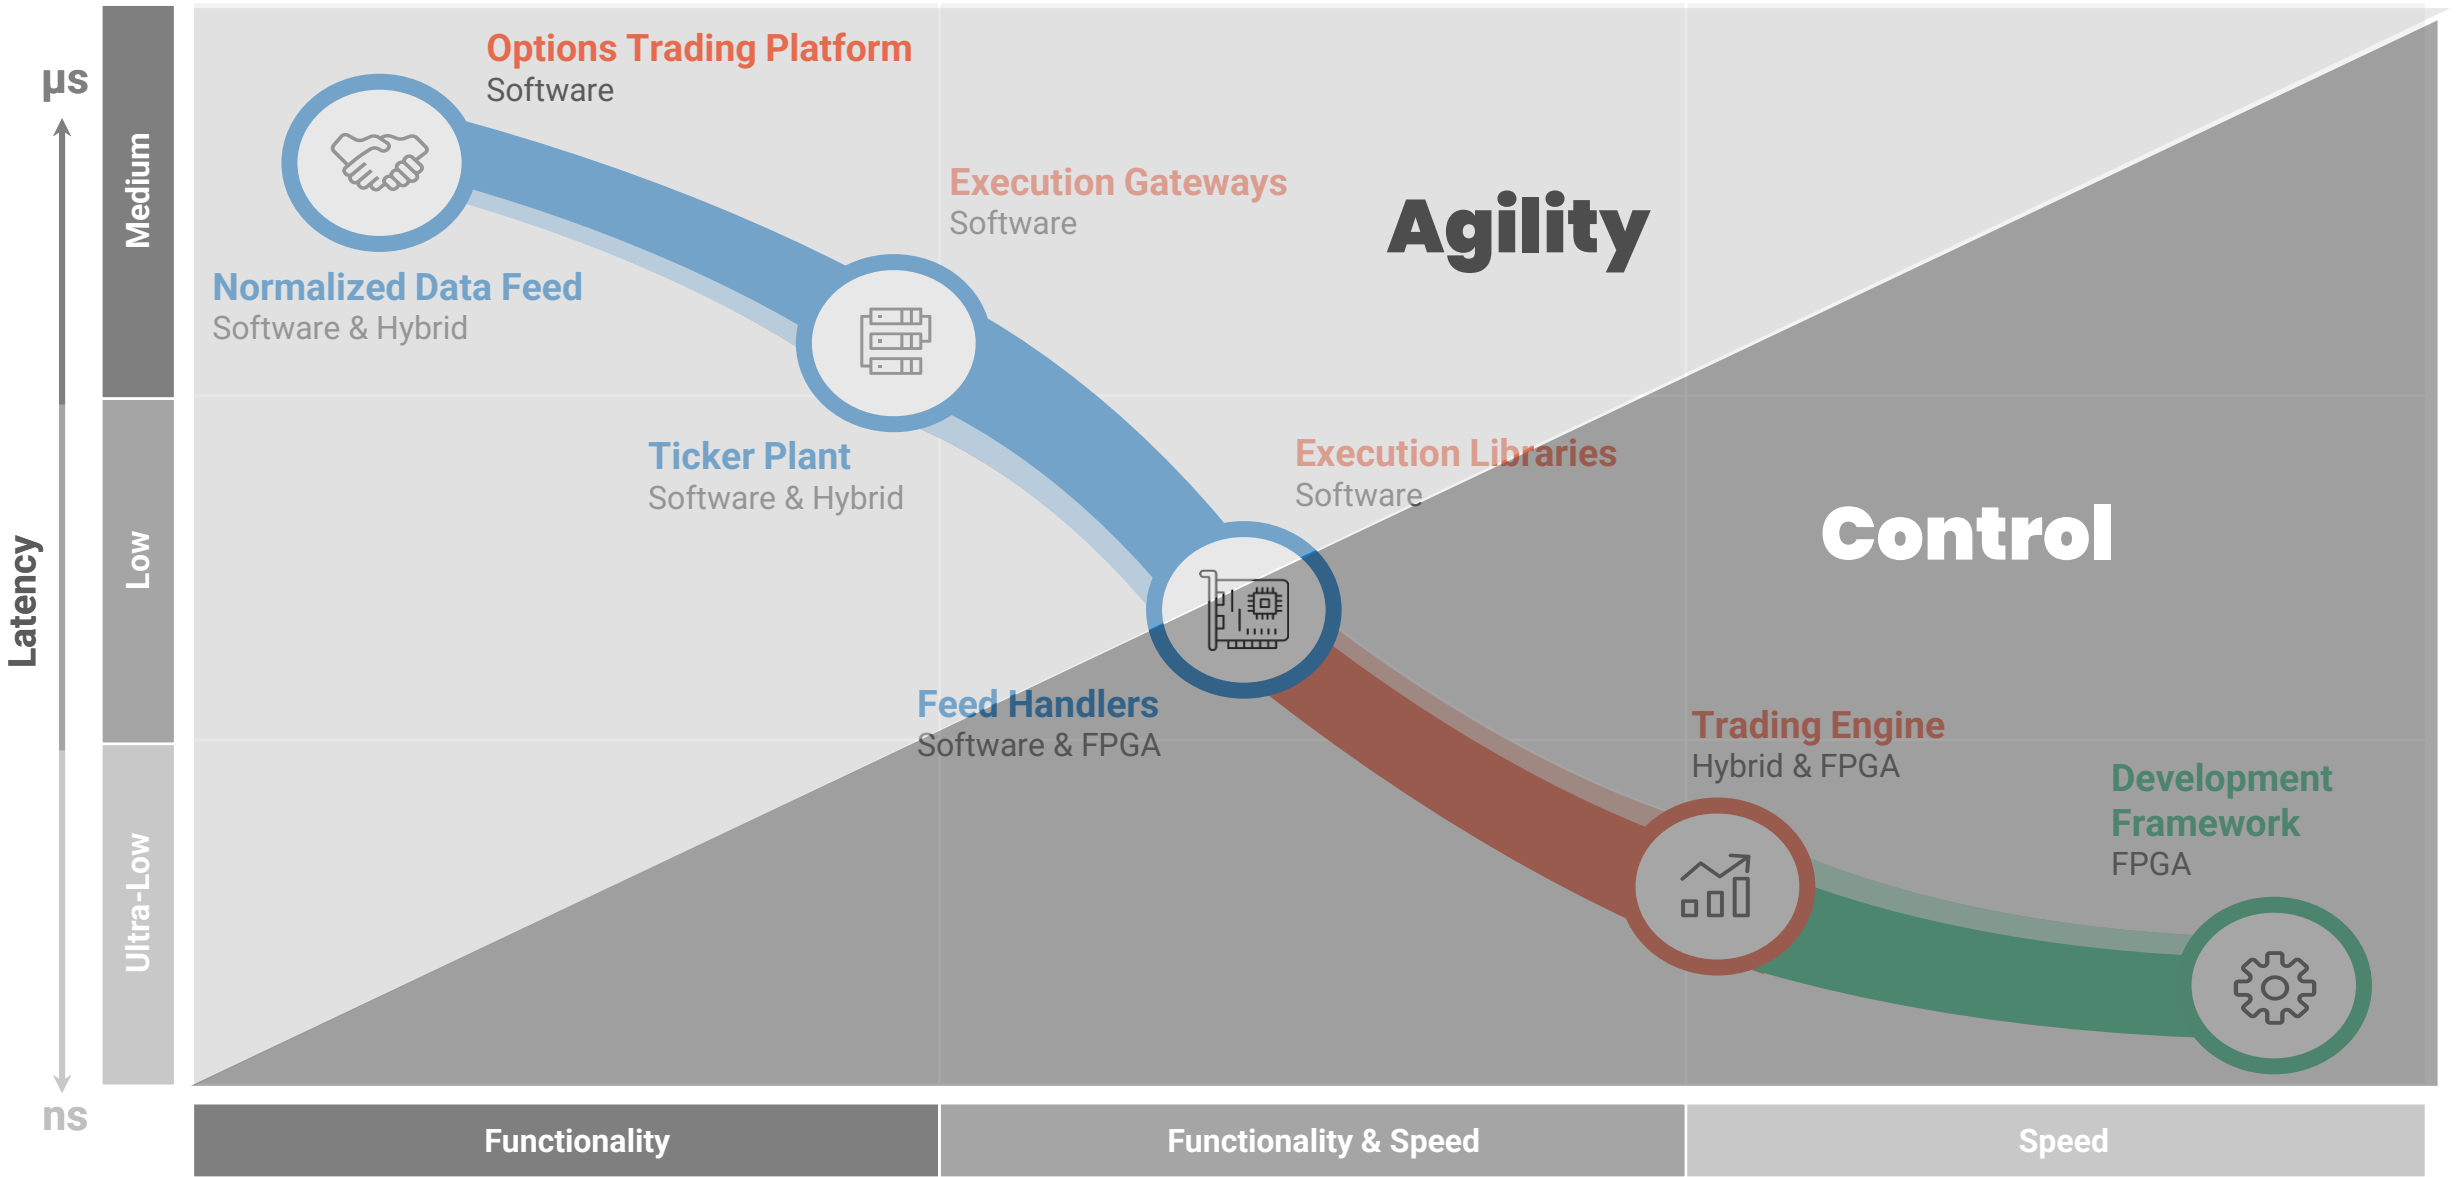 µs
Medium
Low
Ultra-Low
Latency
ns
Options Trading Platform
Software
Normalized Data Feed
Software & Hybrid
Execution Gateways
Software
Agility
Ticker Plant
Software & Hybrid
Execution Libraries
Software
Control
Feed Handlers
Software & FPGA
Trading Engine
Hybrid & FPGA
Development
Framework
FPGA
Functionality
Functionality & Speed
Speed